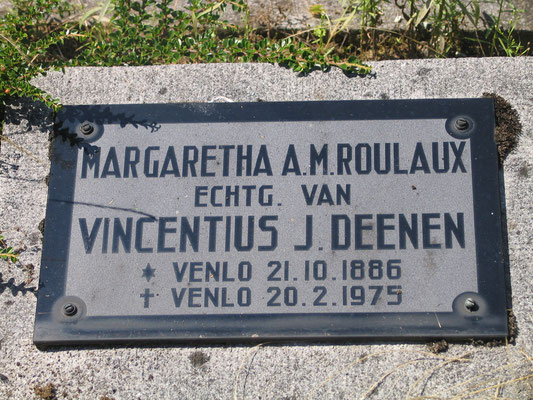 MARGARETHA A.M. ROULAUX
ECHTG. VAN
VINCENTIUS J. DEENEN
* VENLO 21.10.1886
† VENLO 20.2.1975